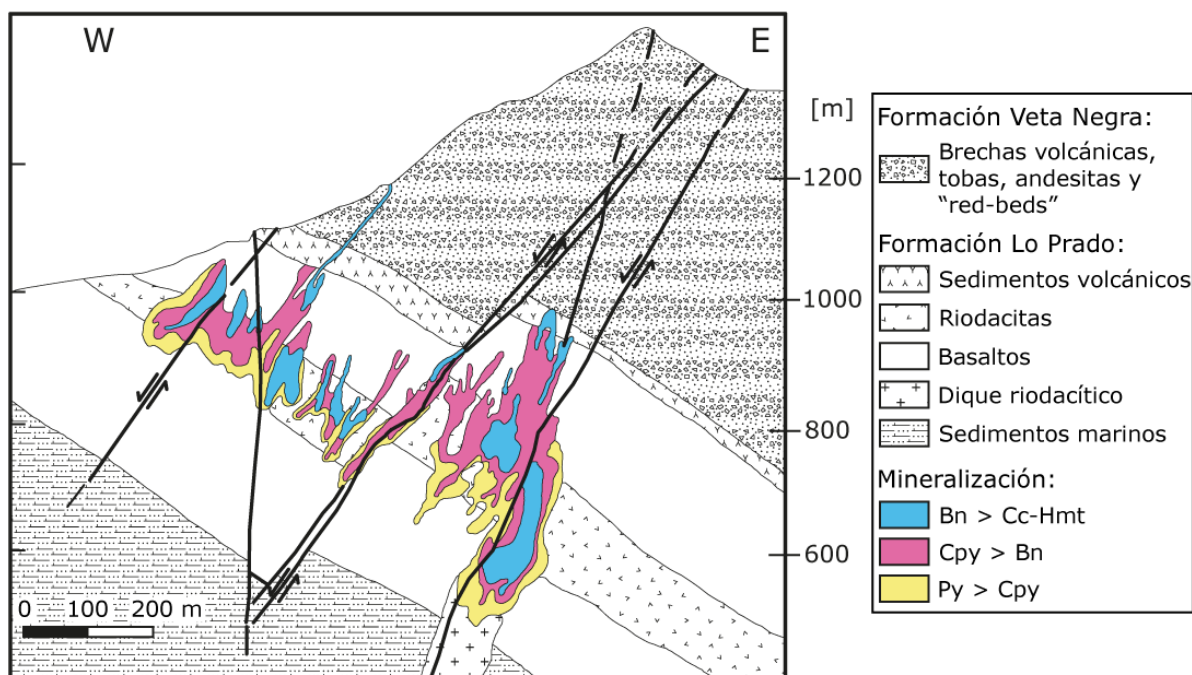 W
E
[m]
1200
1000
800
600
0 100 200 m
Formación Veta Negra:
Brechas volcánicas,
tobas, andesitas y
“red-beds”
Formación Lo Prado:
Sedimentos volcánicos
Riodacitas
Basaltos
Dique riodacítico
Sedimentos marinos
Mineralización:
Bn > Cc-Hmt
Cpy > Bn
Py > Cpy